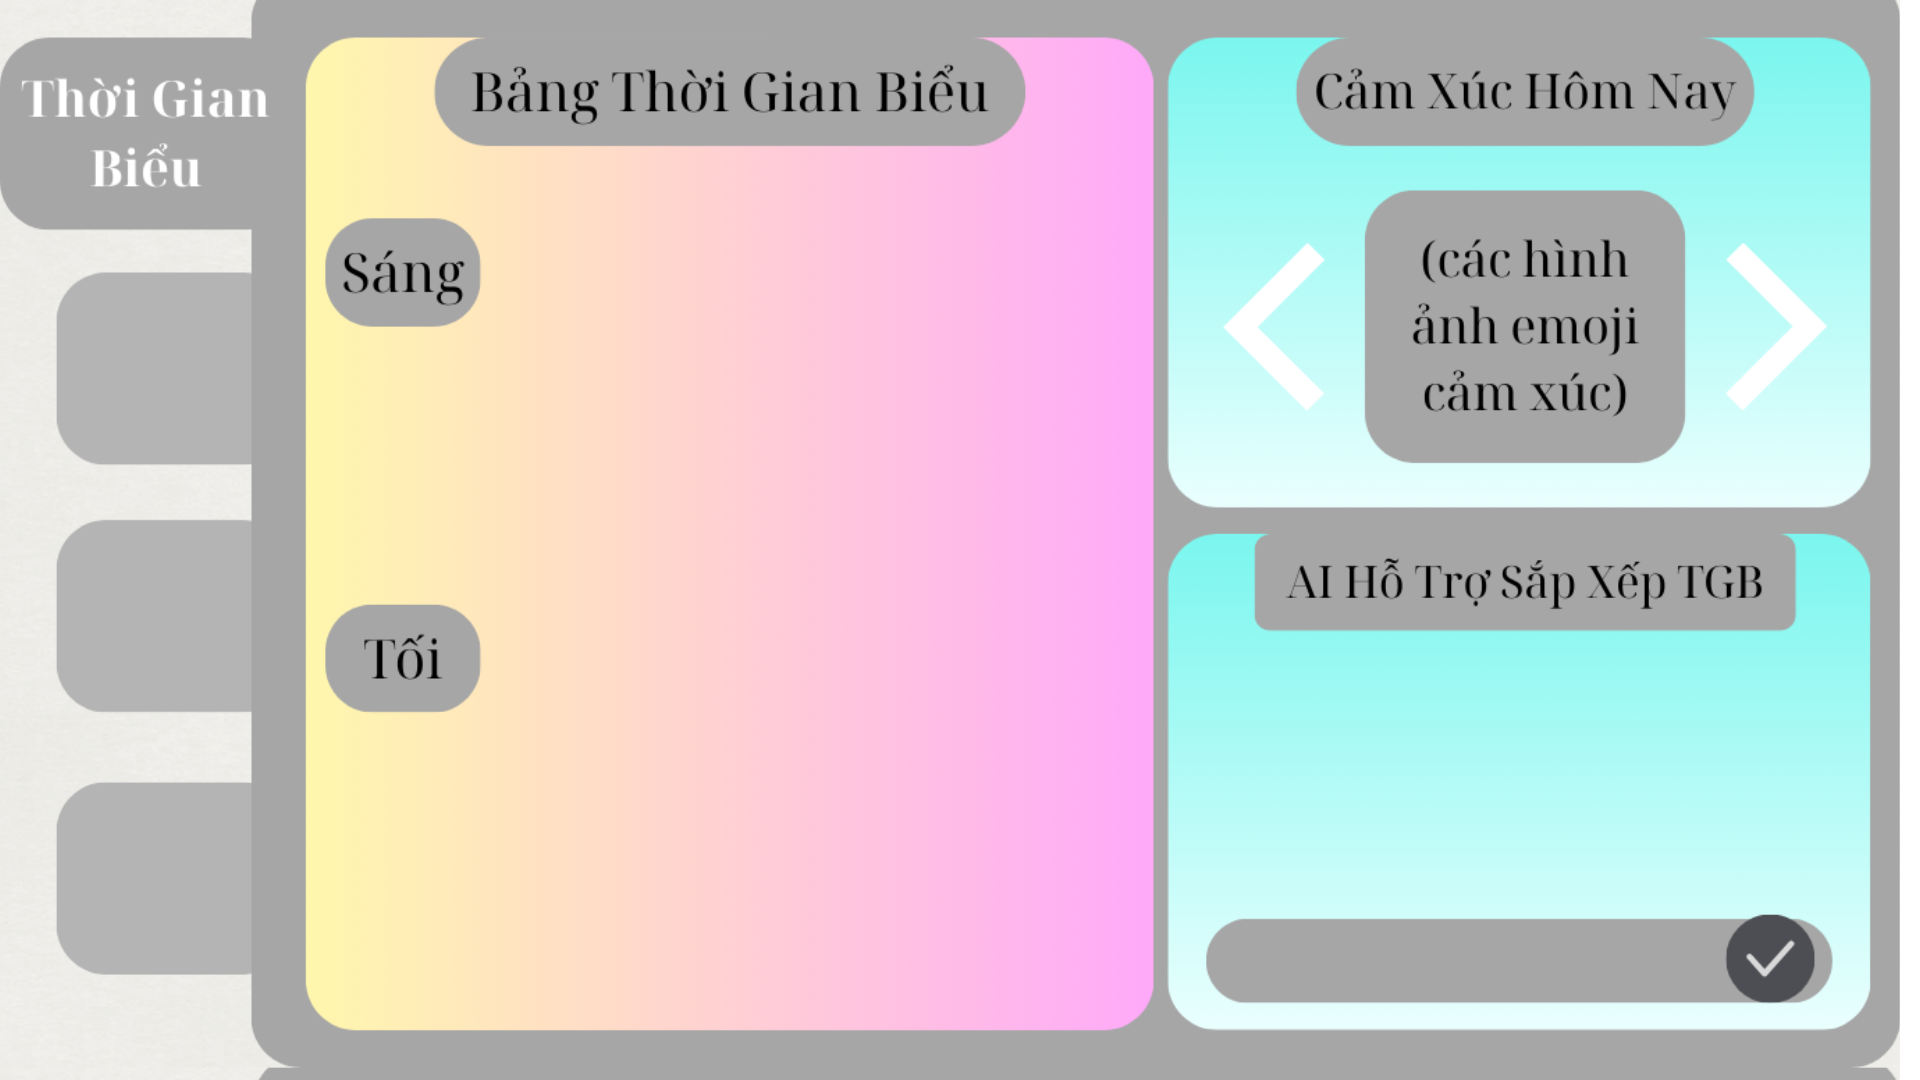 Thời Gian
Biểu
Bảng Thời Gian Biểu
Sáng
Tối
Cảm Xúc Hôm Nay
(các hình
ảnh emoji
cảm xúc)
AI Hỗ Trợ Sắp Xếp TGB